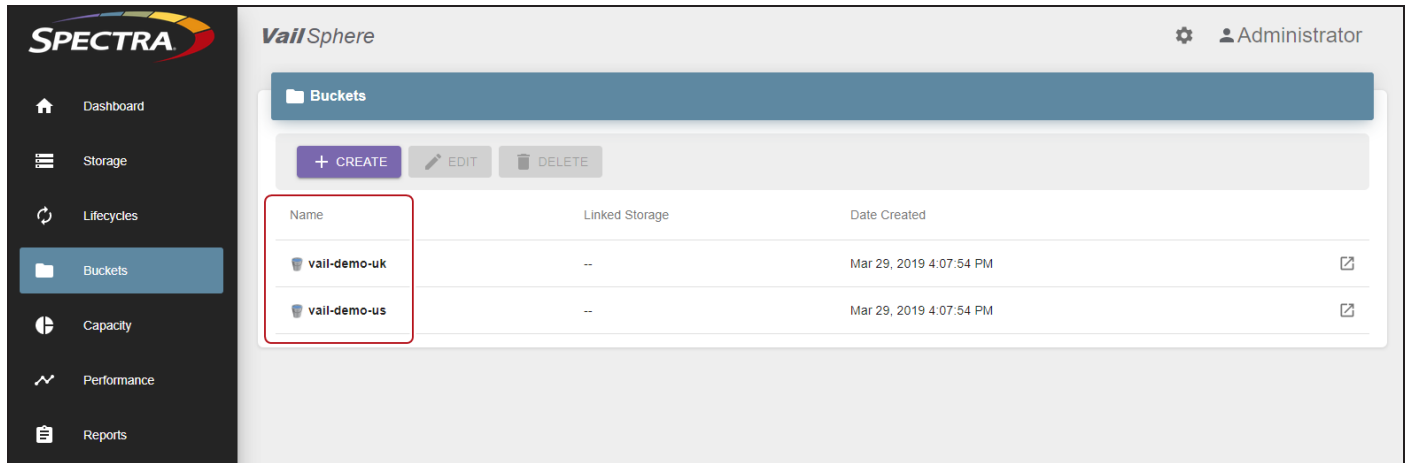 SPECTRA
VailSphere
Administrator
Dashboard
Storage
Lifecycles
Buckets
Capacity
Performance
Reports
Buckets
CREATE EDIT DELETE
Name Linked Storage Date Created
vail-demo-uk -- Mar 29, 2019 4:07:54 PM
vail-demo-us -- Mar 29, 2019 4:07:54 PM